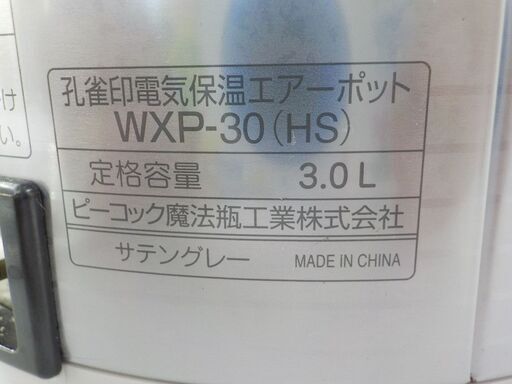 け
い。
孔雀印電気保温エアーポット
WXP-30(HS)
定格容量 3.0L
ピーコック魔法瓶工業株式会社
サテングレー MADE IN CHINA